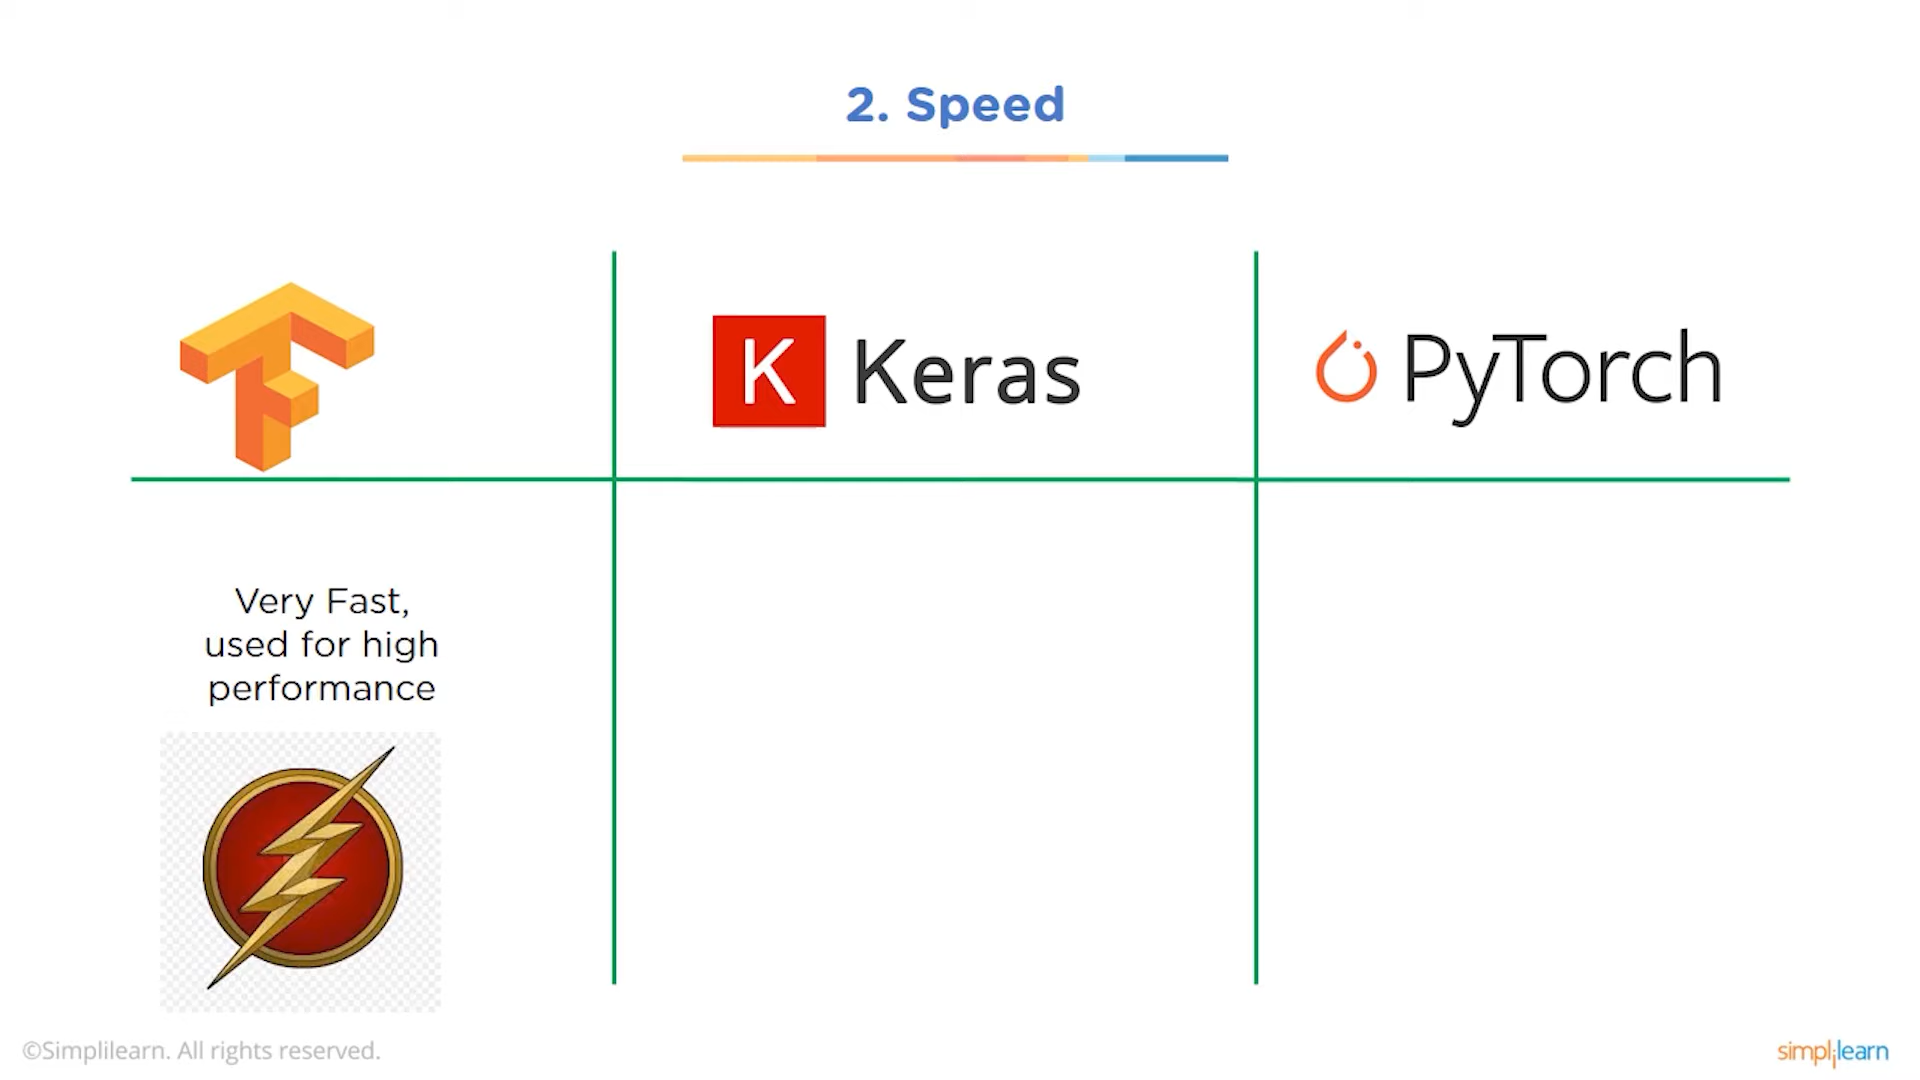 2. Speed
K Keras
PyTorch
Very Fast,
used for high
performance
©Simplilearn. All rights reserved.
simplilearn